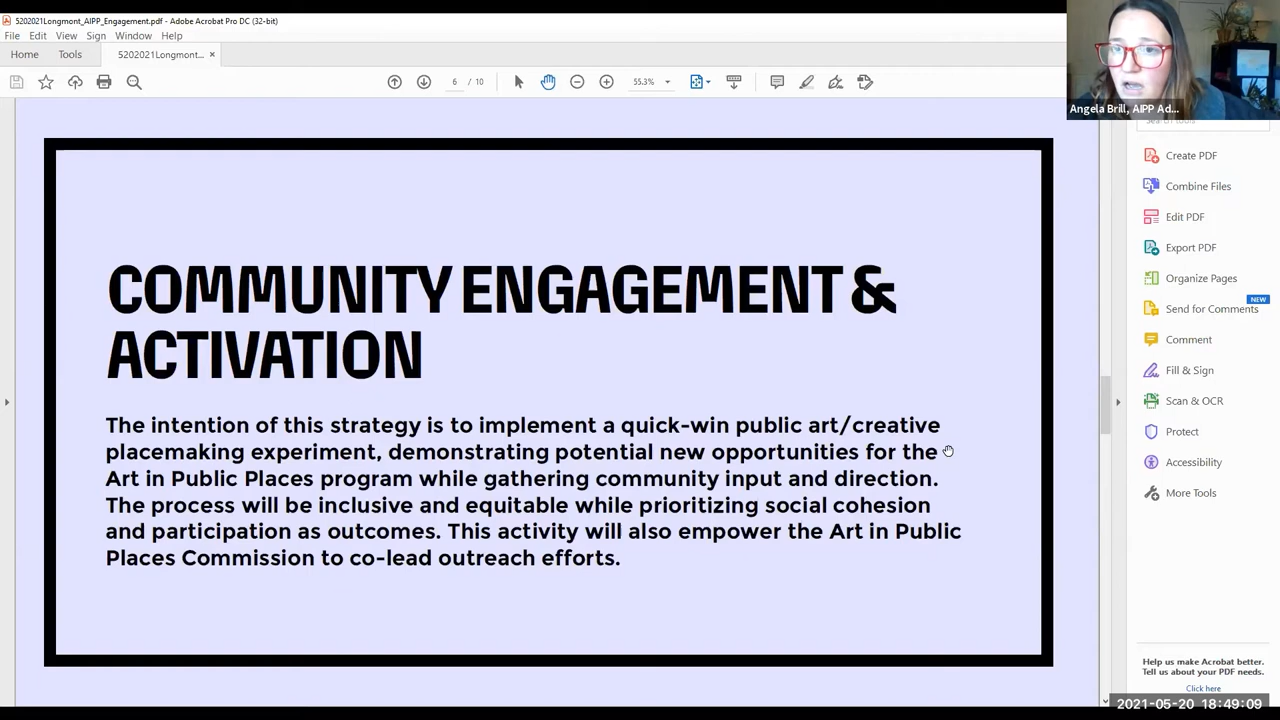 5202021Longmont_AIPP_Engagement.pdf - Adobe Acrobat Pro DC (32-bit)
File Edit View Sign Window Help
Home Tools 5202021Longmont... ×
6 / 10 55.3%
Angela Brill, AIPP Ad...
Search tools
Create PDF
Combine Files
Edit PDF
Export PDF
Organize Pages
NEW
Send for Comments
Comment
Fill & Sign
Scan & OCR
Protect
Accessibility
More Tools
COMMUNITY ENGAGEMENT &
ACTIVATION
The intention of this strategy is to implement a quick-win public art/creative
placemaking experiment, demonstrating potential new opportunities for the
Art in Public Places program while gathering community input and direction.
The process will be inclusive and equitable while prioritizing social cohesion
and participation as outcomes. This activity will also empower the Art in Public
Places Commission to co-lead outreach efforts.
Help us make Acrobat better.
Tell us about your PDF needs.
Click here
2021-05-20 18:49:09